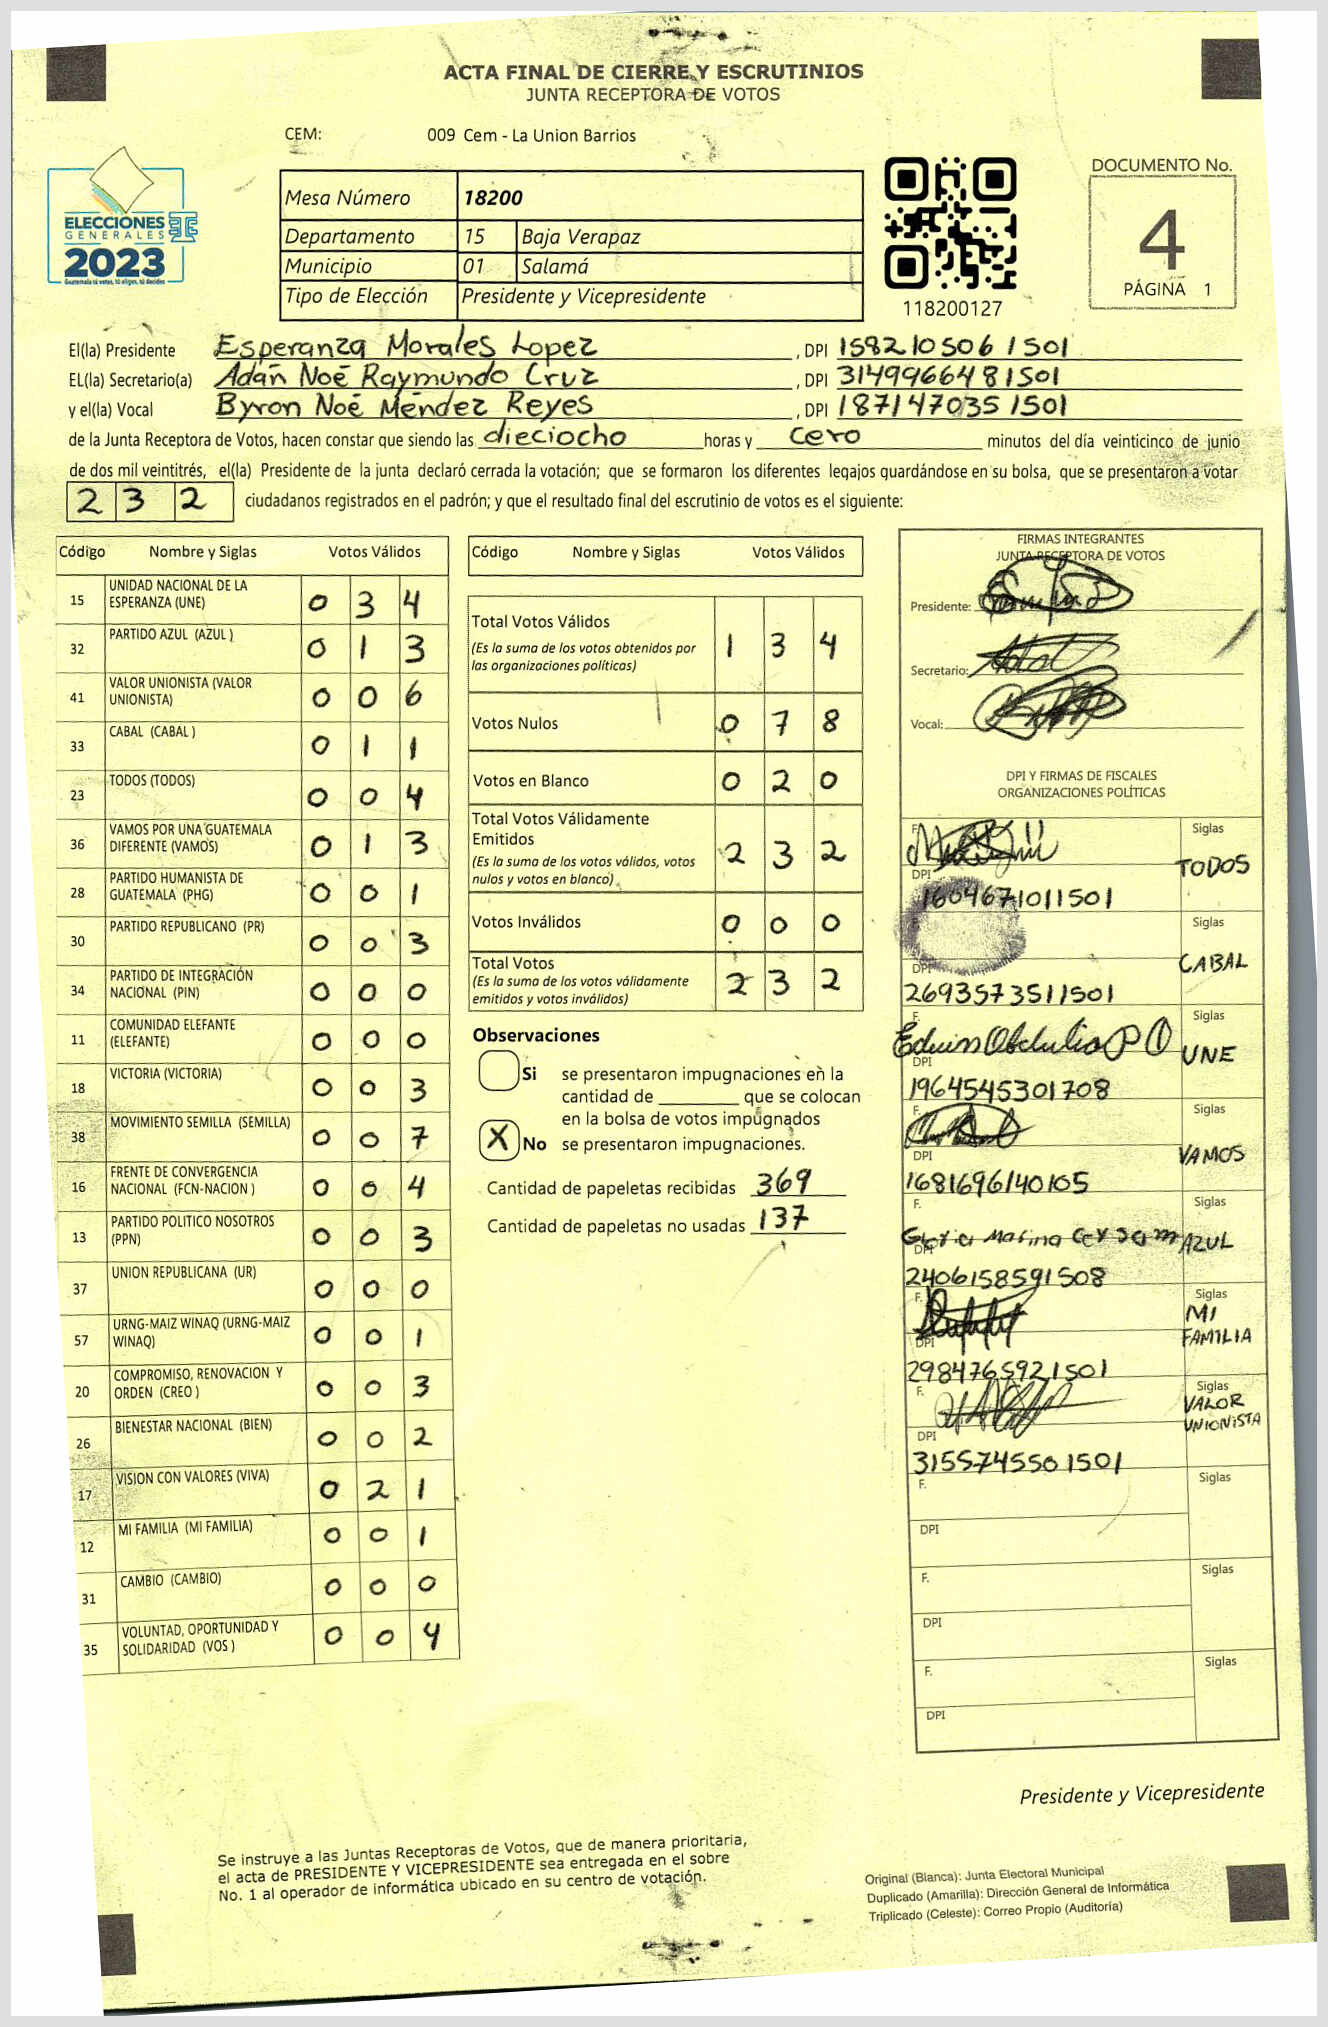 ACTA FINAL DE CIERRE Y ESCRUTINIOS
JUNTA RECEPTORA DE VOTOS
CEM: 009 Cem - La Union Barrios
ELECCIONES
GENERALES
2023
Guatemala tú votas, tú eliges, tú decides
Mesa Número 18200
Departamento 15 Baja Verapaz
Municipio 01 Salamá
Tipo de Elección Presidente y Vicepresidente
118200127
DOCUMENTO No.
4
PÁGINA 1
El(la) Presidente Esperanza Morales Lopez, DPI 1582105061501
EL(la) Secretario(a) Adán Noé Raymundo Cruz, DPI 3149966481501
y el(la) Vocal Byron Noé Méndez Reyes, DPI 1871470351501
de la Junta Receptora de Votos, hacen constar que siendo las dieciocho horas y cero minutos del día veinticinco de junio
de dos mil veintitrés, el(la) Presidente de la junta declaró cerrada la votación; que se formaron los diferentes legajos guardándose en su bolsa, que se presentaron a votar
232 ciudadanos registrados en el padrón; y que el resultado final del escrutinio de votos es el siguiente:
Código Nombre y Siglas Votos Válidos
15 UNIDAD NACIONAL DE LA ESPERANZA (UNE) 0 3 4
32 PARTIDO AZUL (AZUL ) 0 1 3
41 VALOR UNIONISTA (VALOR UNIONISTA) 0 0 6
33 CABAL (CABAL ) 0 1 1
23 TODOS (TODOS) 0 0 4
36 VAMOS POR UNA GUATEMALA DIFERENTE (VAMOS) 0 1 3
28 PARTIDO HUMANISTA DE GUATEMALA (PHG) 0 0 1
30 PARTIDO REPUBLICANO (PR) 0 0 3
34 PARTIDO DE INTEGRACIÓN NACIONAL (PIN) 0 0 0
11 COMUNIDAD ELEFANTE (ELEFANTE) 0 0 0
18 VICTORIA (VICTORIA) 0 0 3
38 MOVIMIENTO SEMILLA (SEMILLA) 0 0 7
16 FRENTE DE CONVERGENCIA NACIONAL (FCN-NACION ) 0 0 4
13 PARTIDO POLITICO NOSOTROS (PPN) 0 0 3
37 UNION REPUBLICANA (UR) 0 0 0
57 URNG-MAIZ WINAQ (URNG-MAIZ WINAQ) 0 0 1
20 COMPROMISO, RENOVACION Y ORDEN (CREO ) 0 0 3
26 BIENESTAR NACIONAL (BIEN) 0 0 2
17 VISION CON VALORES (VIVA) 0 2 1
12 MI FAMILIA (MI FAMILIA) 0 0 1
31 CAMBIO (CAMBIO) 0 0 0
35 VOLUNTAD, OPORTUNIDAD Y SOLIDARIDAD (VOS ) 0 0 4
Código Nombre y Siglas Votos Válidos
Total Votos Válidos 1 3 4
(Es la suma de los votos obtenidos por
las organizaciones políticas)
Votos Nulos 0 7 8
Votos en Blanco 0 2 0
Total Votos Válidamente
Emitidos 2 3 2
(Es la suma de los votos válidos, votos
nulos y votos en blanco)
Votos Inválidos 0 0 0
Total Votos 2 3 2
(Es la suma de los votos válidamente
emitidos y votos inválidos)
Observaciones
Si se presentaron impugnaciones en la
cantidad de ________ que se colocan
en la bolsa de votos impugnados
X No se presentaron impugnaciones.
Cantidad de papeletas recibidas 369
Cantidad de papeletas no usadas 137
FIRMAS INTEGRANTES
JUNTA RECEPTORA DE VOTOS
Presidente:
Secretario:
Vocal:
DPI Y FIRMAS DE FISCALES
ORGANIZACIONES POLÍTICAS
F. Siglas
TODOS
DPI
1604671011501
F. Siglas
CABAL
DPI
2693573511501
F. Siglas
UNE
DPI
1964545301708
F. Siglas
VAMOS
DPI
1681696140105
F. Siglas
Gloria Marina AZUL
DPI
2406158591508
F. Siglas
MI
FAMILIA
DPI
2984765921501
F. Siglas
VALOR
UNIONISTA
DPI
3155745501501
F. Siglas
DPI
F. Siglas
DPI
F. Siglas
DPI
Presidente y Vicepresidente
Se instruye a las Juntas Receptoras de Votos, que de manera prioritaria,
el acta de PRESIDENTE Y VICEPRESIDENTE sea entregada en el sobre
No. 1 al operador de informática ubicado en su centro de votación.
Original (Blanca): Junta Electoral Municipal
Duplicado (Amarilla): Dirección General de Informática
Triplicado (Celeste): Correo Propio (Auditoría)